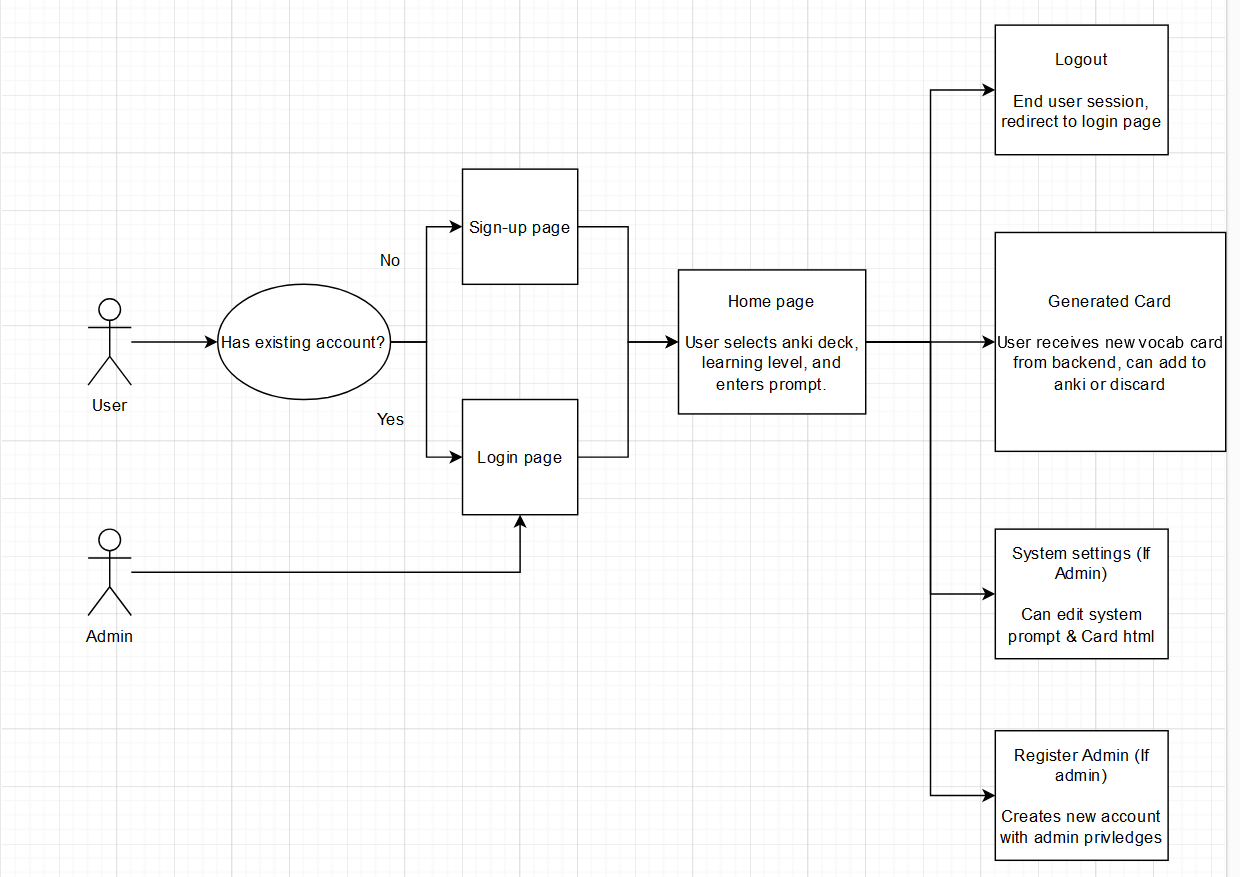 Logout
End user session,
redirect to login page
Sign-up page
No
Generated Card
User receives new vocab card
from backend, can add to
anki or discard
Home page
User selects anki deck,
learning level, and
enters prompt.
Has existing account?
User
Yes
Login page
System settings (If
Admin)
Can edit system
prompt & Card html
Admin
Register Admin (If
admin)
Creates new account
with admin privledges